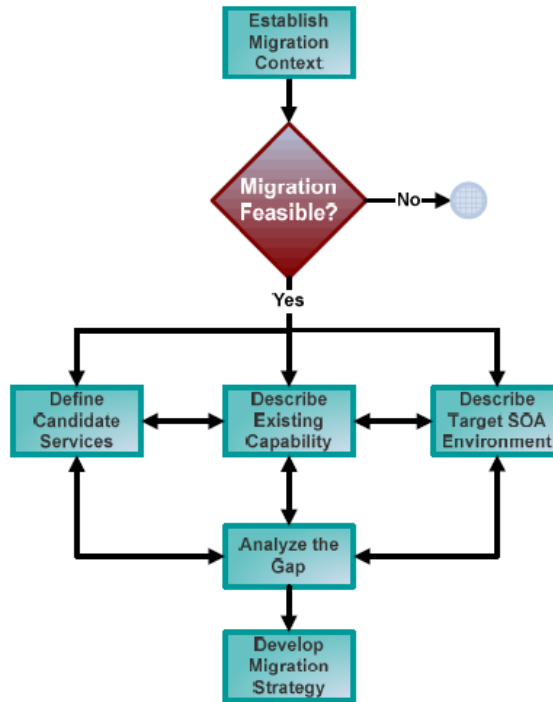 Establish
Migration
Context
Migration
Feasible?
No
Yes
Define
Candidate
Services
Describe
Existing
Capability
Describe
Target SOA
Environment
Analyze the
Gap
Develop
Migration
Strategy